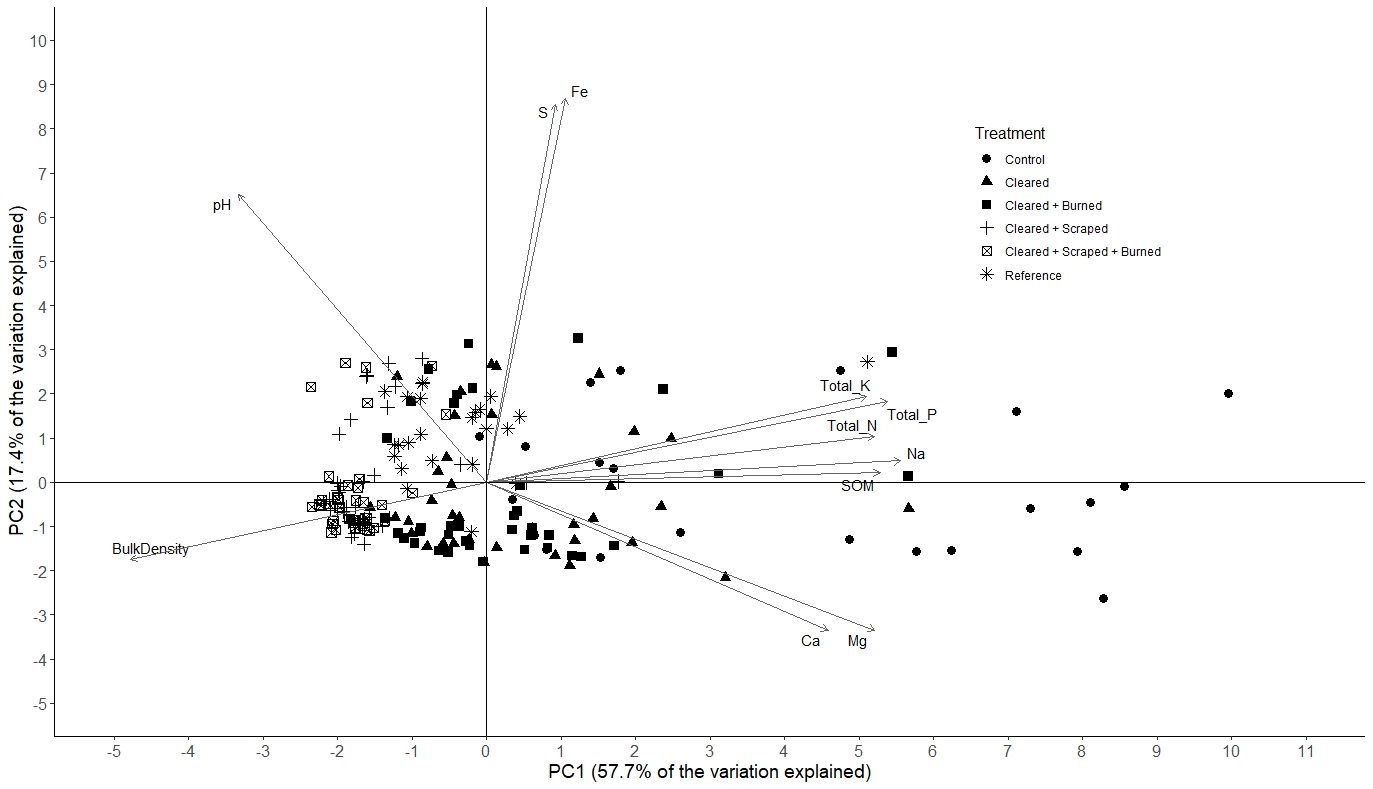 10
9
8
7
6
5
4
3
2
1
0
-1
-2
-3
-4
-5
PC2 (17.4% of the variation explained)
Fe
S
pH
Treatment
Control
Cleared
Cleared + Burned
Cleared + Scraped
Cleared + Scraped + Burned
Reference
Total_K
Total_P
Total_N
Na
SOM
BulkDensity
Ca
Mg
-5 -4 -3 -2 -1 0 1 2 3 4 5 6 7 8 9 10 11
PC1 (57.7% of the variation explained)